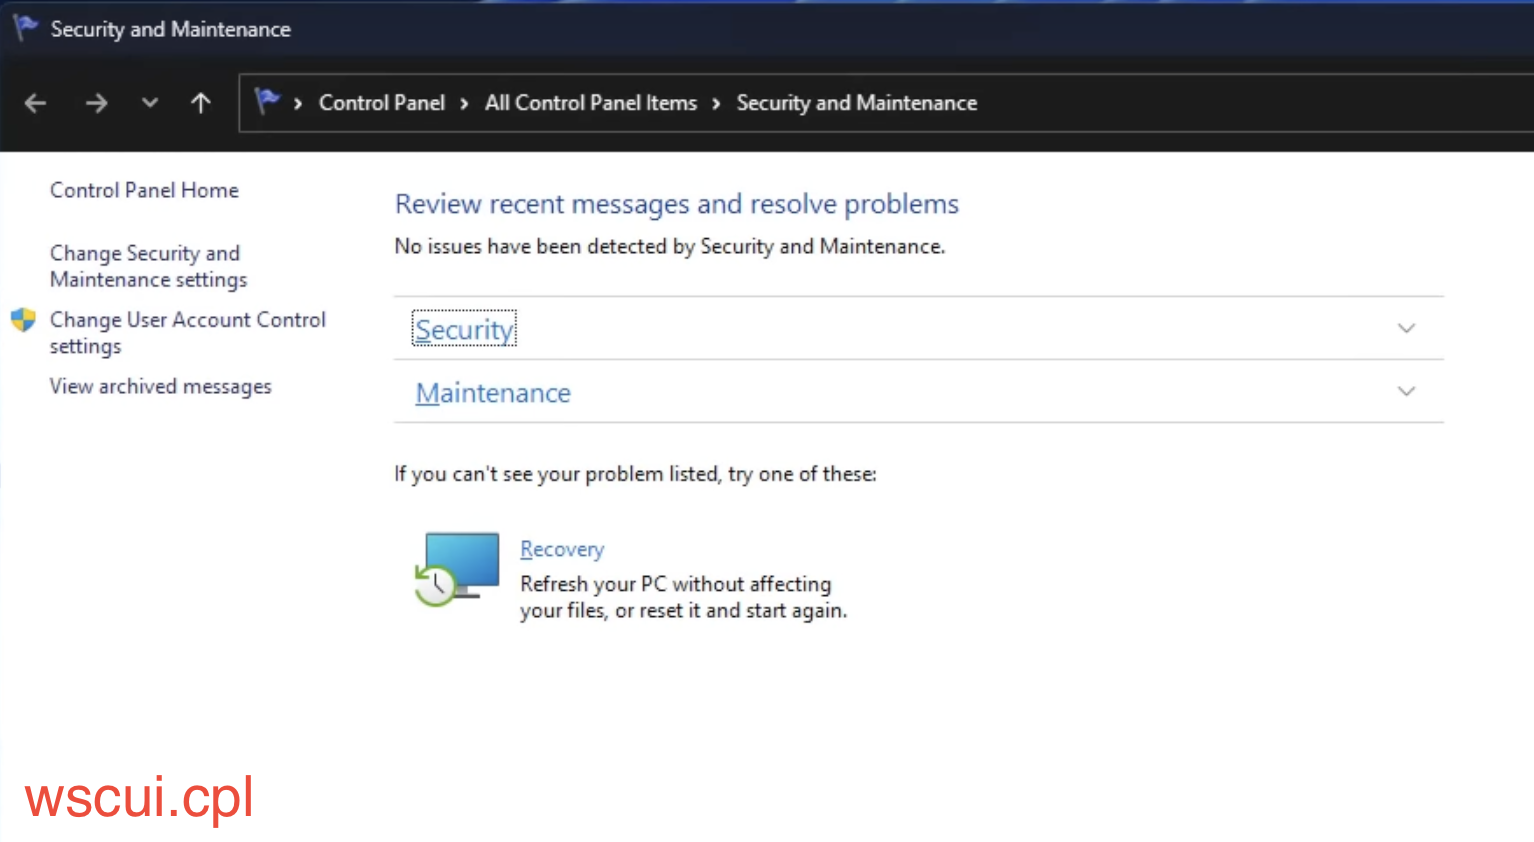 Security and Maintenance
Control Panel › All Control Panel Items › Security and Maintenance
Control Panel Home
Change Security and
Maintenance settings
Change User Account Control
settings
View archived messages
Review recent messages and resolve problems
No issues have been detected by Security and Maintenance.
Security
Maintenance
If you can't see your problem listed, try one of these:
Recovery
Refresh your PC without affecting
your files, or reset it and start again.
wscui.cpl